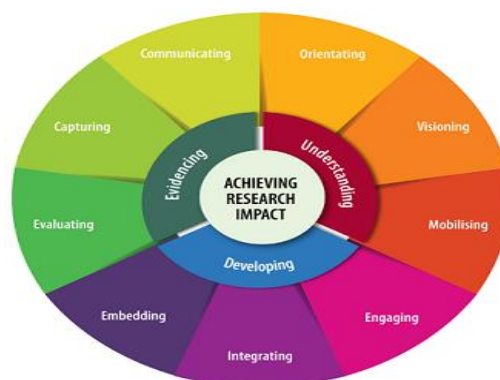 Communicating
Orientating
Capturing
Visioning
Evidencing
Understanding
ACHIEVING
RESEARCH
IMPACT
Evaluating
Mobilising
Developing
Embedding
Engaging
Integrating